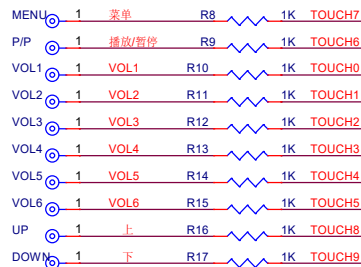 MENU 1 菜单 R8 1K TOUCH7
P/P 1 播放/暂停 R9 1K TOUCH6
VOL1 1 VOL1 R10 1K TOUCH0
VOL2 1 VOL2 R11 1K TOUCH1
VOL3 1 VOL3 R12 1K TOUCH2
VOL4 1 VOL4 R13 1K TOUCH3
VOL5 1 VOL5 R14 1K TOUCH4
VOL6 1 VOL6 R15 1K TOUCH5
UP 1 上 R16 1K TOUCH8
DOWN 1 下 R17 1K TOUCH9